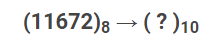 (11672)₈ → ( ? )₁₀